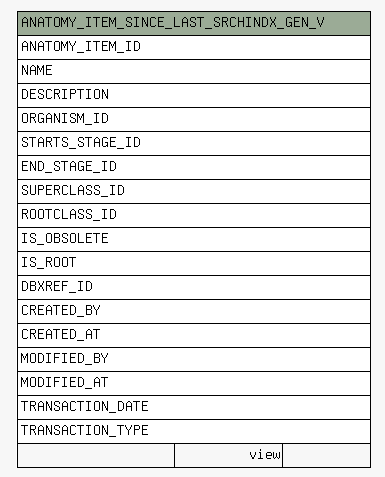 ANATOMY_ITEM_SINCE_LAST_SRCHINDX_GEN_V
ANATOMY_ITEM_ID
NAME
DESCRIPTION
ORGANISM_ID
STARTS_STAGE_ID
END_STAGE_ID
SUPERCLASS_ID
ROOTCLASS_ID
IS_OBSOLETE
IS_ROOT
DBXREF_ID
CREATED_BY
CREATED_AT
MODIFIED_BY
MODIFIED_AT
TRANSACTION_DATE
TRANSACTION_TYPE
view